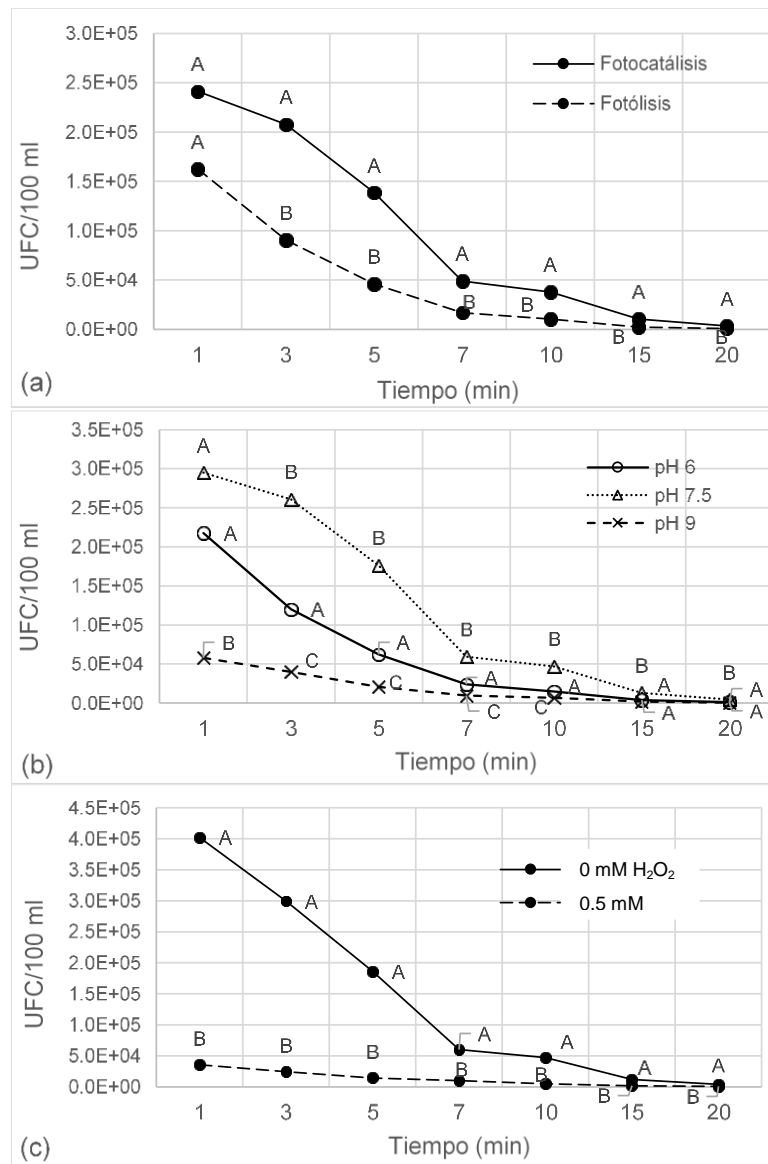 3.0E+05
2.5E+05
2.0E+05
1.5E+05
1.0E+05
5.0E+04
0.0E+00
UFC/100 ml
A
A
A
A
A
A
A
A
B
B
B
B
B
B
Fotocatálisis
Fotólisis
1 3 5 7 10 15 20
Tiempo (min)
(a)
3.5E+05
3.0E+05
2.5E+05
2.0E+05
1.5E+05
1.0E+05
5.0E+04
0.0E+00
UFC/100 ml
A
B
B
B
B
B
B
A
A
A
A
A
A
A
B
C
C
C
C
A
A
pH 6
pH 7.5
pH 9
1 3 5 7 10 15 20
Tiempo (min)
(b)
4.5E+05
4.0E+05
3.5E+05
3.0E+05
2.5E+05
2.0E+05
1.5E+05
1.0E+05
5.0E+04
0.0E+00
UFC/100 ml
A
A
A
A
A
A
A
B
B
B
B
B
B
B
0 mM H₂O₂
0.5 mM
1 3 5 7 10 15 20
Tiempo (min)
(c)